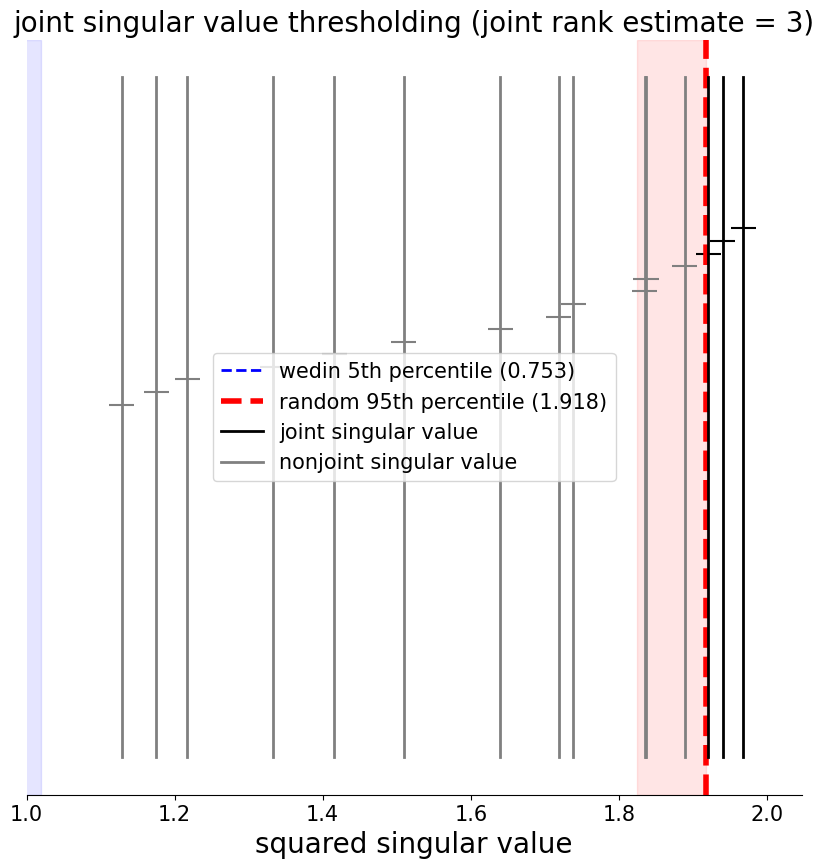 joint singular value thresholding (joint rank estimate = 3)
wedin 5th percentile (0.753)
random 95th percentile (1.918)
joint singular value
nonjoint singular value
1.0 1.2 1.4 1.6 1.8 2.0
squared singular value